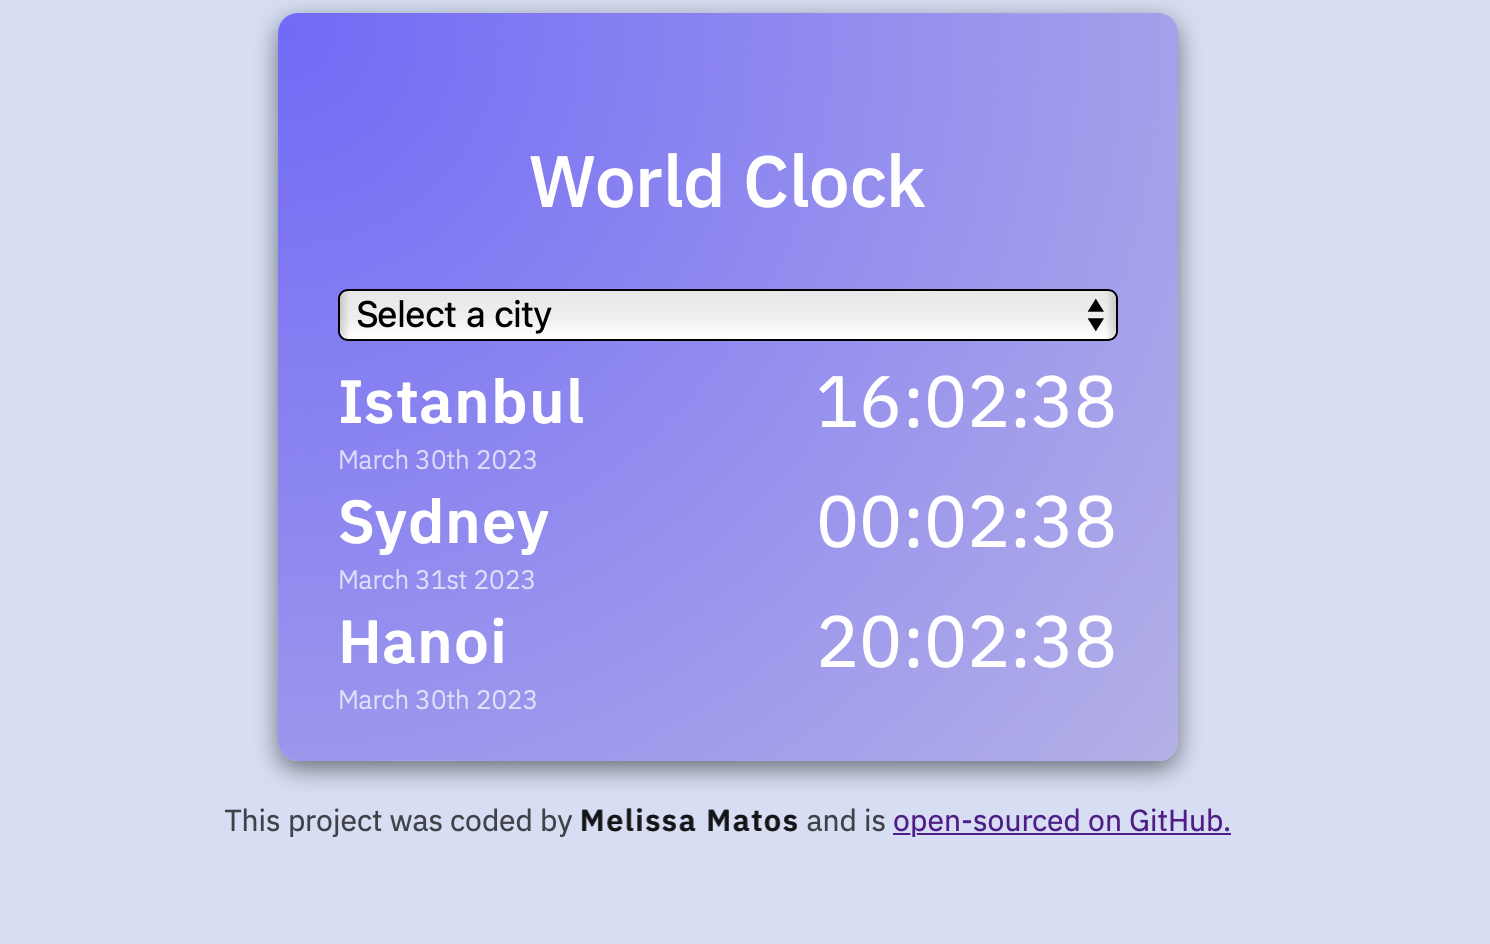 World Clock
Select a city
Istanbul 16:02:38
March 30th 2023
Sydney 00:02:38
March 31st 2023
Hanoi 20:02:38
March 30th 2023
This project was coded by Melissa Matos and is open-sourced on GitHub.